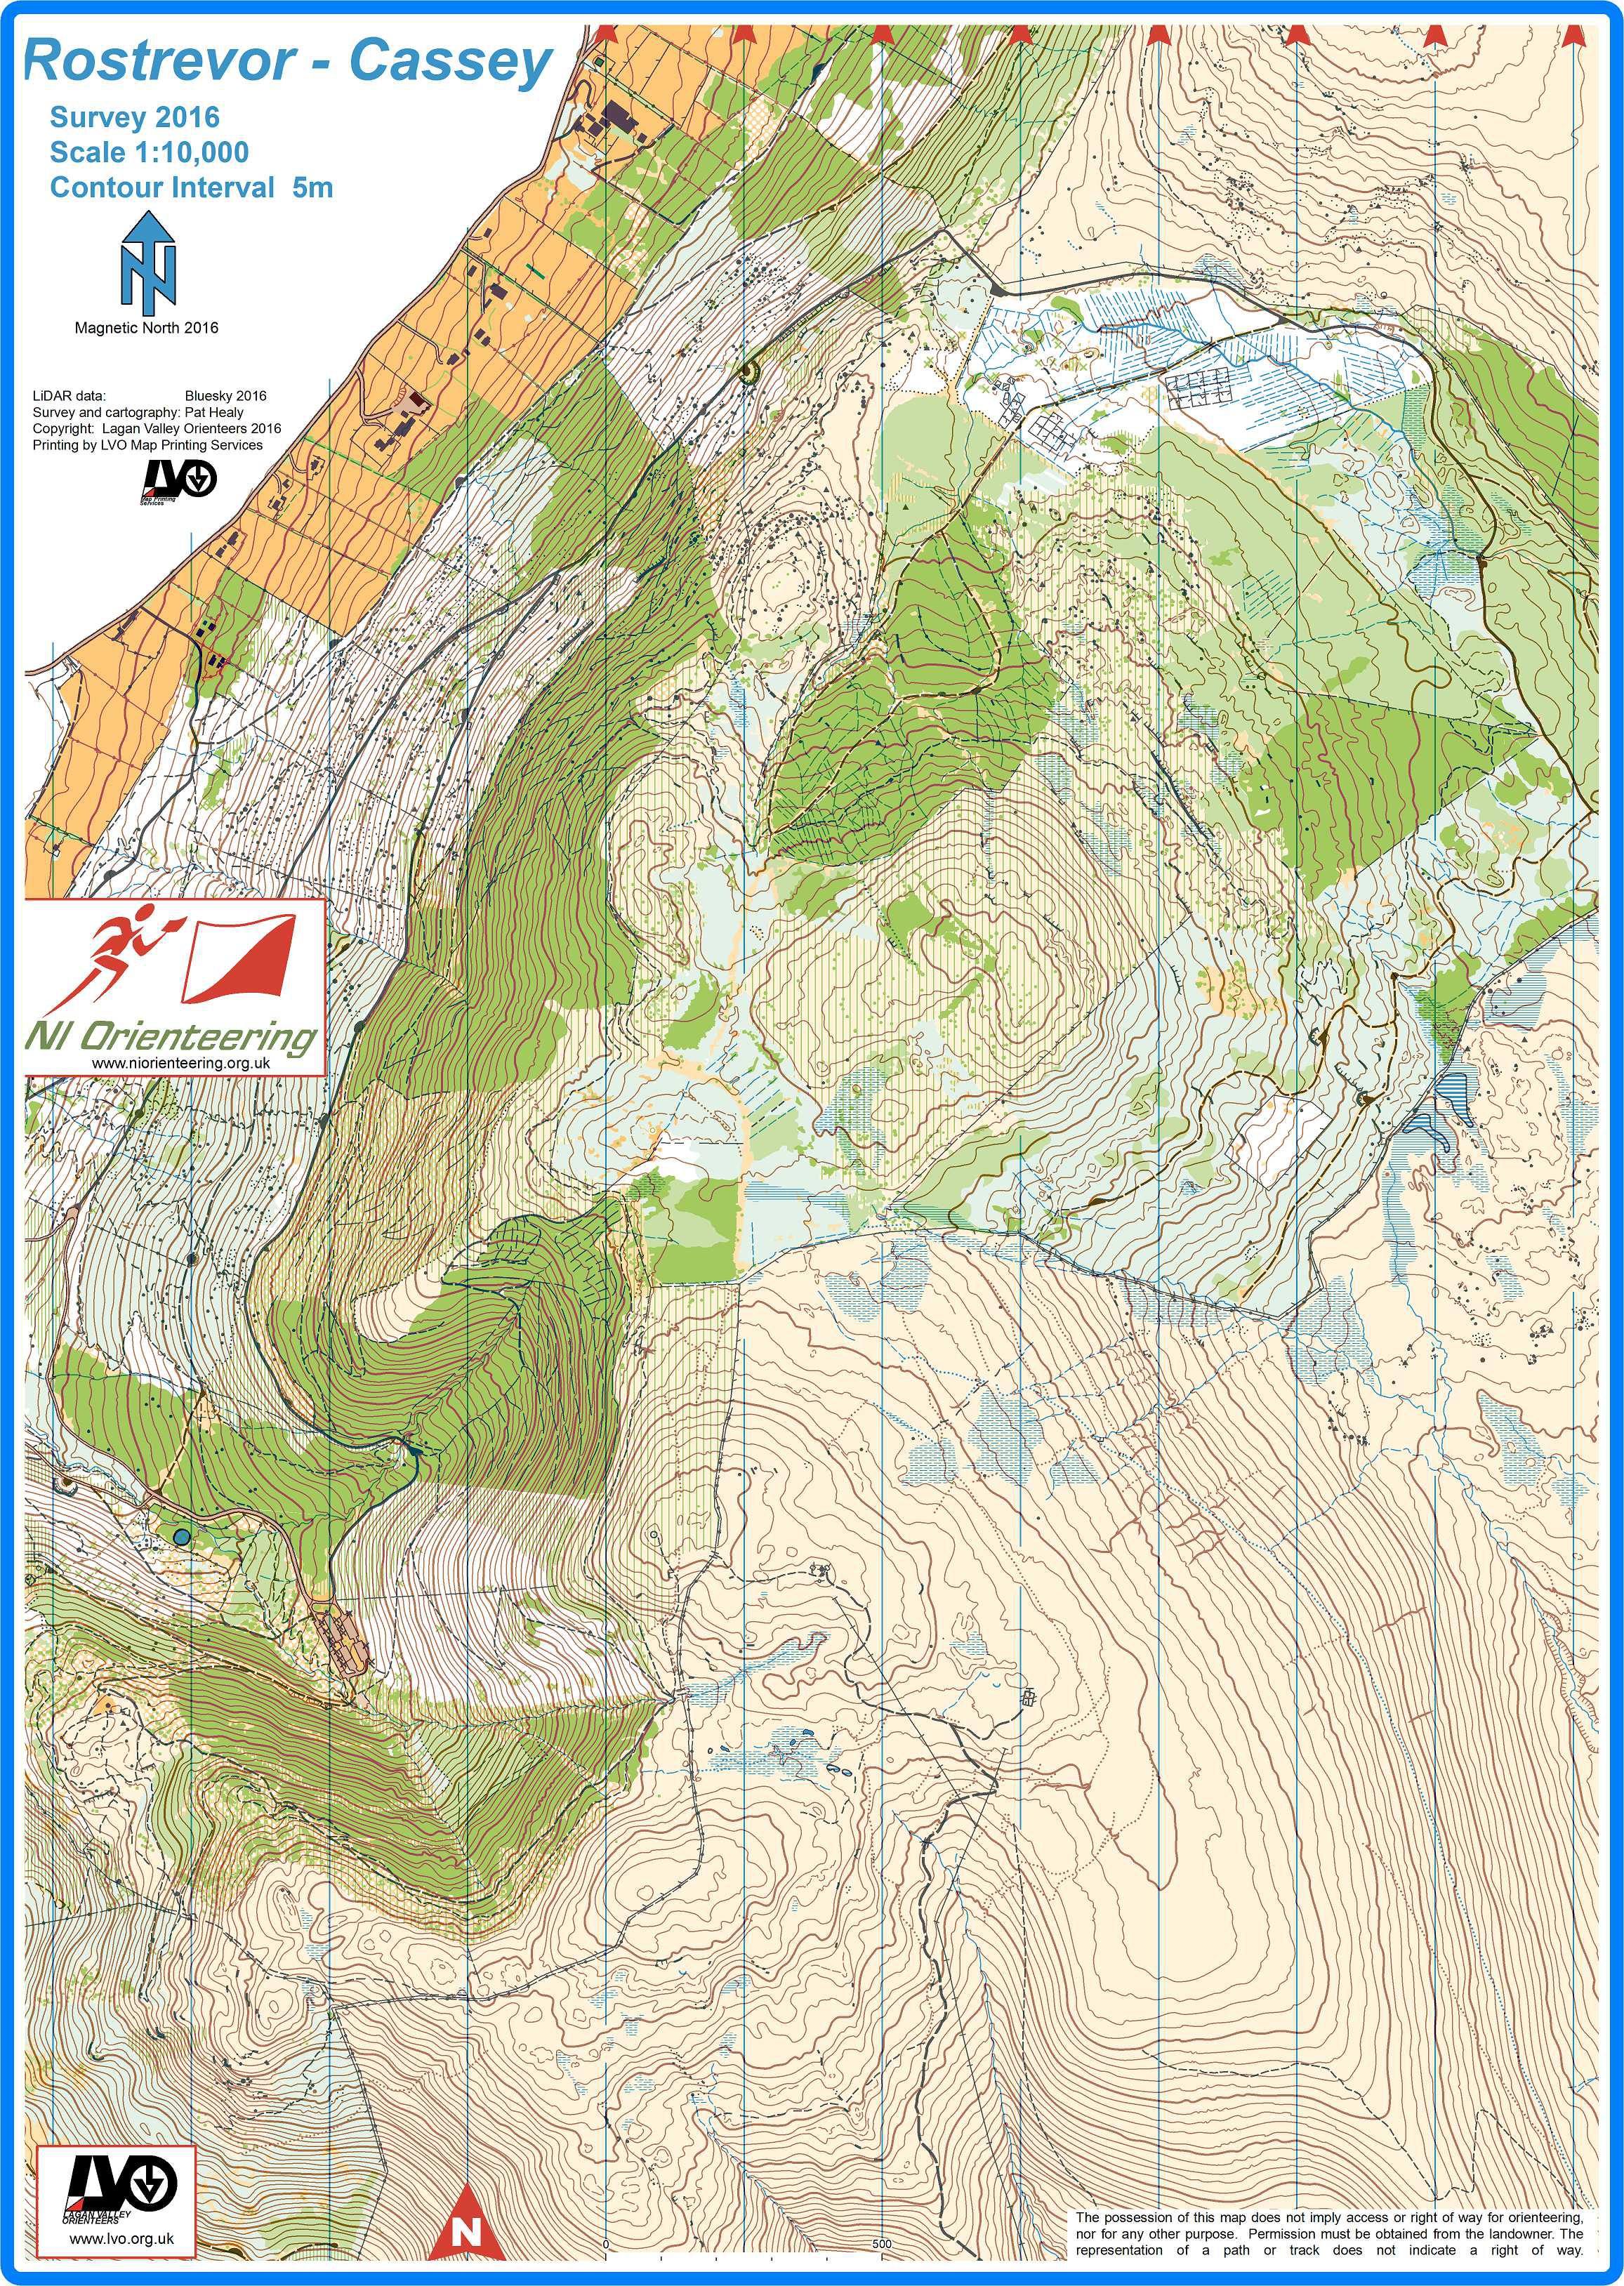 Rostrevor - Cassey
Survey 2016
Scale 1:10,000
Contour Interval 5m
N
Magnetic North 2016
LiDAR data: Bluesky 2016
Survey and cartography: Pat Healy
Copyright: Lagan Valley Orienteers 2016
Printing by LVO Map Printing Services
LVO
Map Printing
Services
NI Orienteering
www.niorienteering.org.uk
LVO
LAGAN VALLEY
ORIENTEERS
www.lvo.org.uk
N
0 500
The possession of this map does not imply access or right of way for orienteering,
nor for any other purpose. Permission must be obtained from the landowner. The
representation of a path or track does not indicate a right of way.